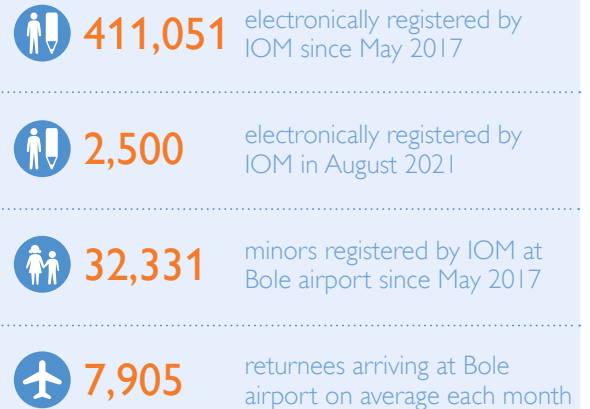 411,051 electronically registered by
IOM since May 2017
2,500 electronically registered by
IOM in August 2021
32,331 minors registered by IOM at
Bole airport since May 2017
7,905 returnees arriving at Bole
airport on average each month